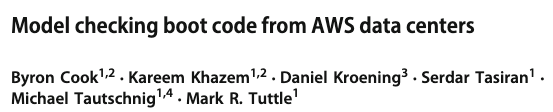 Model checking boot code from AWS data centers
Byron Cook1,2 · Kareem Khazem1,2 · Daniel Kroening3 · Serdar Tasiran1 ·
Michael Tautschnig1,4 · Mark R. Tuttle1